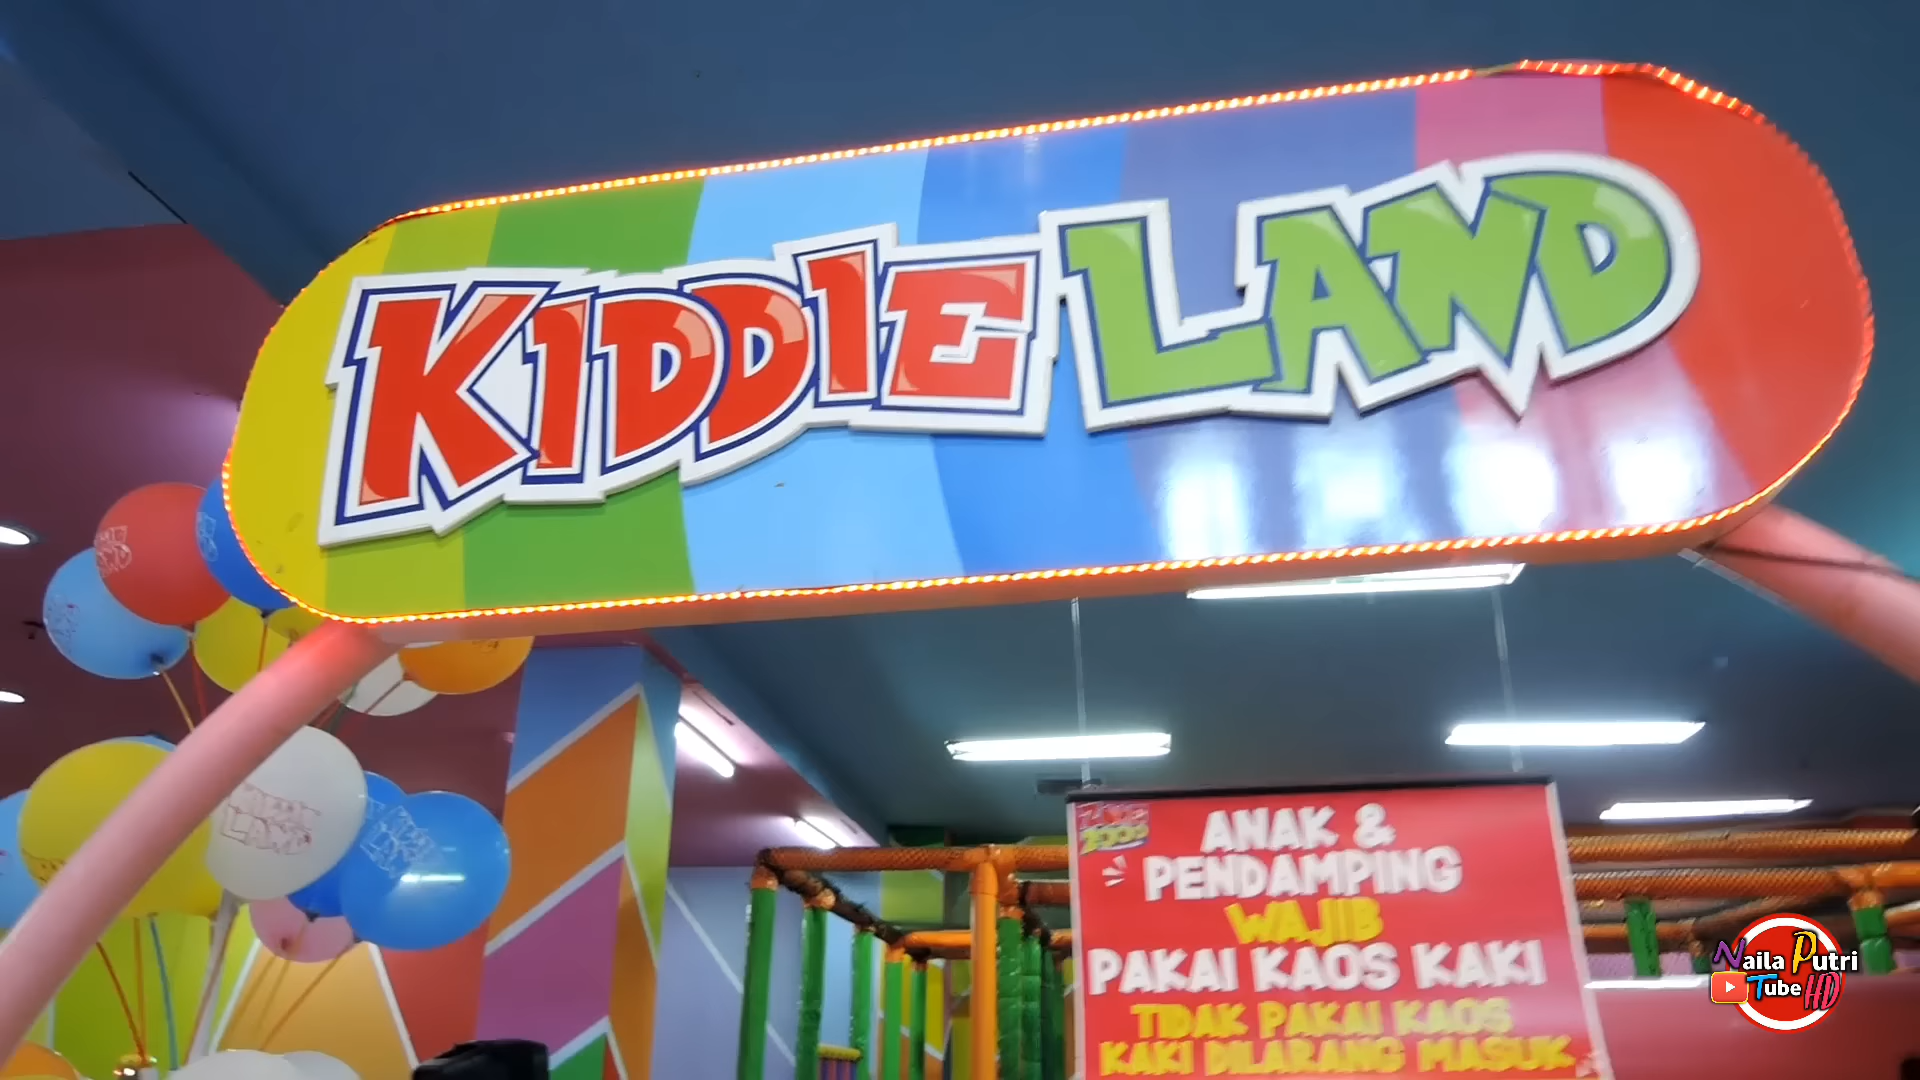 KIDDIE LAND
ANAK &
PENDAMPING
WAJIB
PAKAI KAOS KAKI
TIDAK PAKAI KAOS
KAKI DILARANG MASUK
Naila Putri
Tube HD